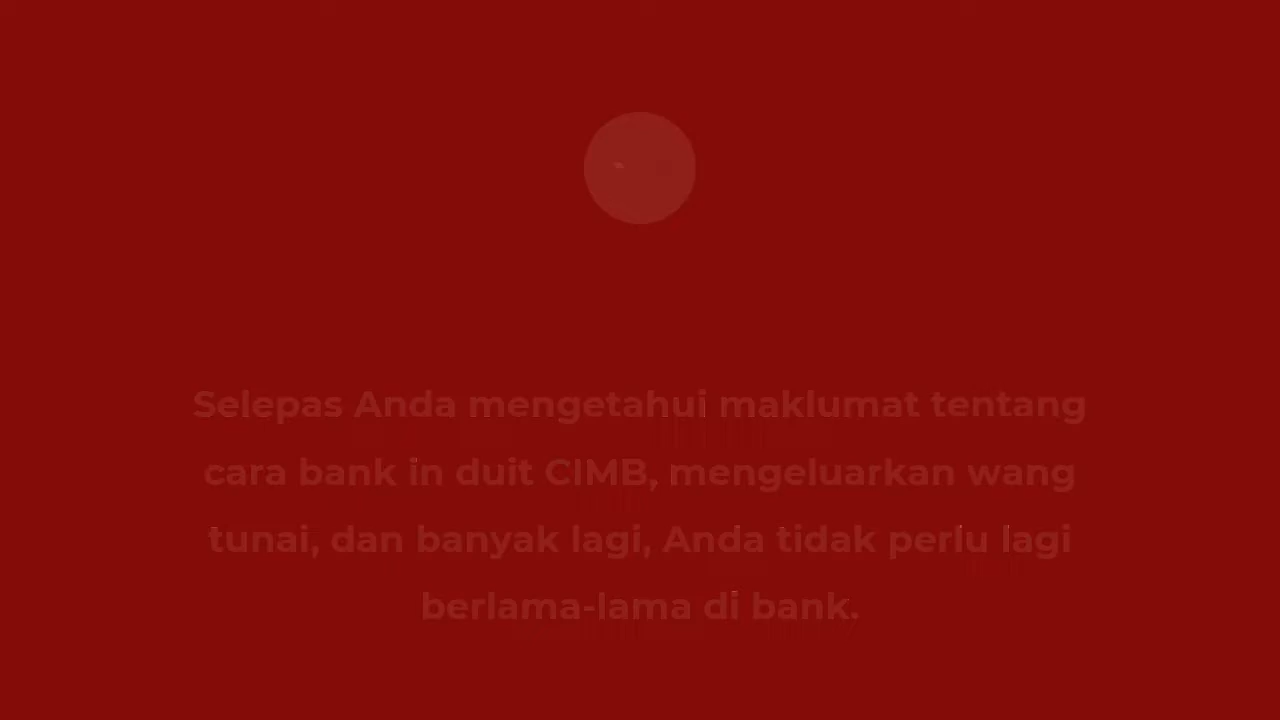 Selepas Anda mengetahui maklumat tentang
cara bank in duit CIMB, mengeluarkan wang
tunai, dan banyak lagi, Anda tidak perlu lagi
berlama-lama di bank.